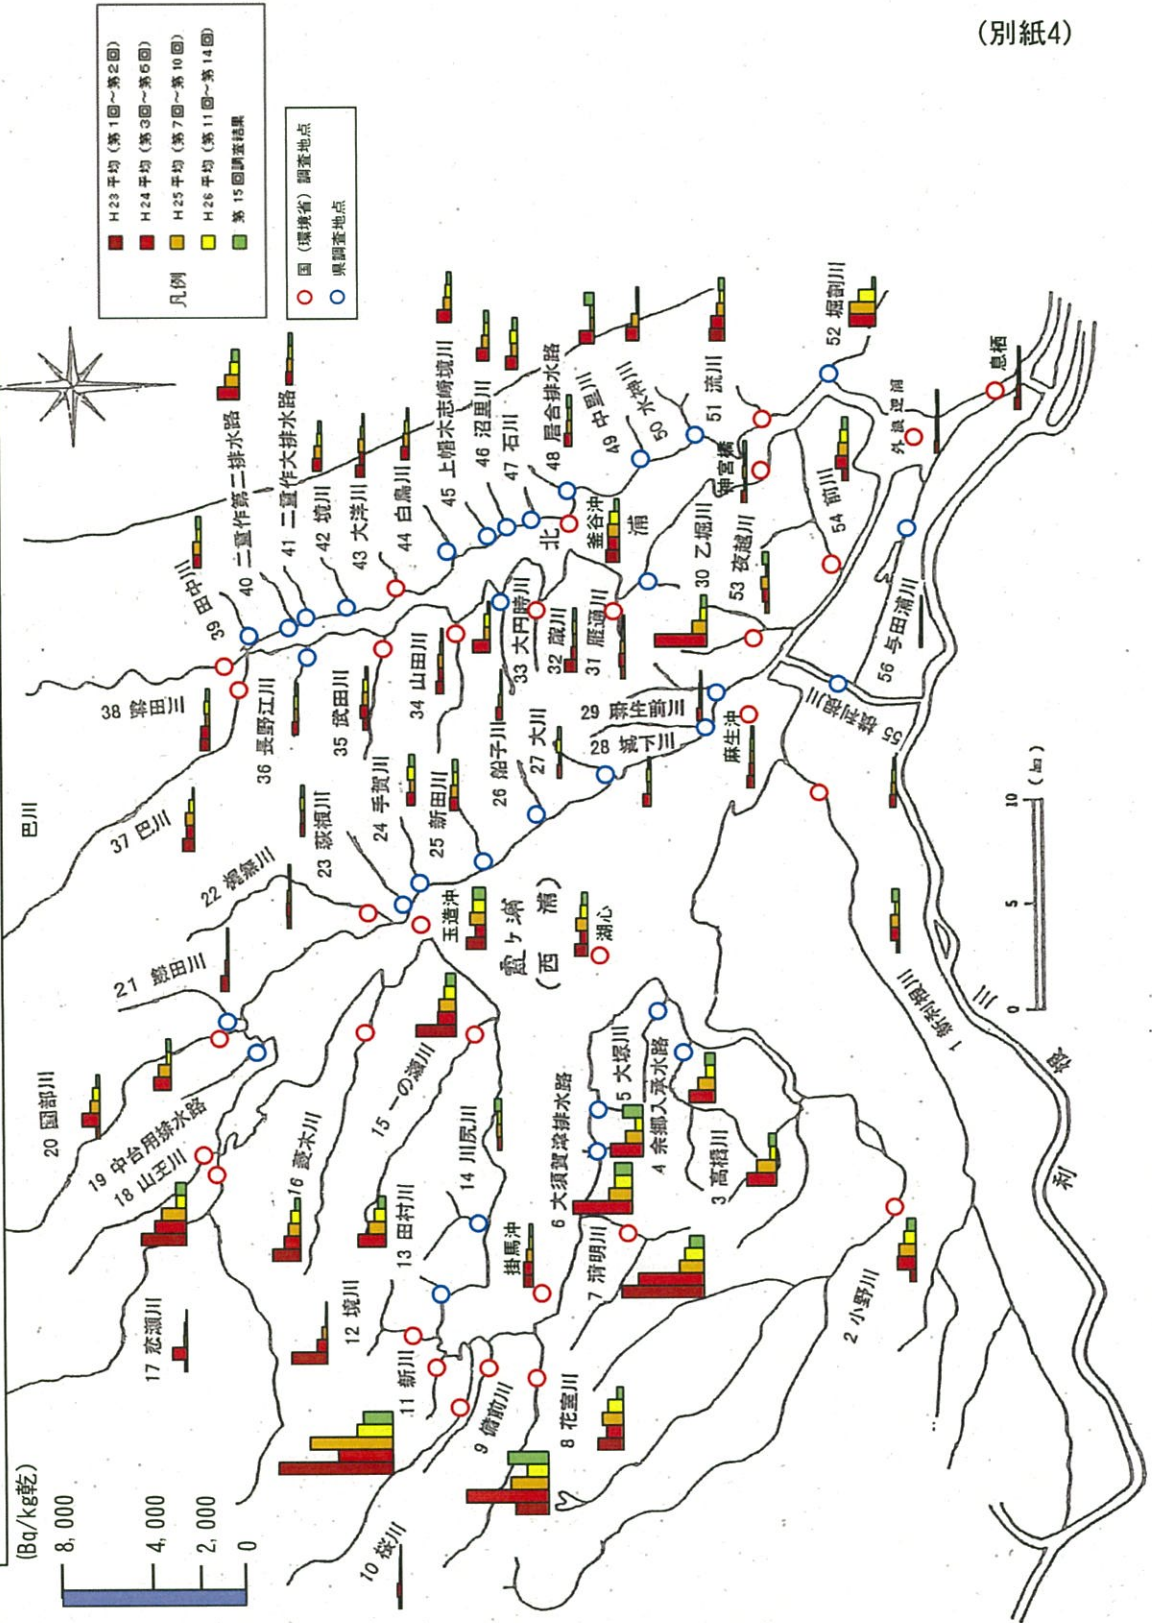 (別紙4)
凡例
H23 平均 (第1回~第2回)
H24 平均 (第3回~第6回)
H25 平均 (第7回~第10回)
H26 平均 (第11回~第14回)
第15回調査結果
国 (環境省) 調査地点
県調査地点
(Bq/kg乾)
8,000
4,000
2,000
0
巴川
39 田中川
40 二重作第二排水路
41 二重作大排水路
42 境川
43 大洋川
44 白鳥川
45 上幡木志崎境川
46 沼里川
47 石川
48 居合排水路
49 中里川
50 水神川
51 流川
52 堀割川
神宮橋
外浪逆浦
息栖
38 鉾田川
36 長野江川
35 武田川
34 山田川
33 大円時川
32 蔵川
31 雁通川
北
浦
釜谷沖
30 乙堀川
53 夜越川
54 前川
56 与田浦川
55 横利根川
37 巴川
22 梶無川
23 萩根川
24 手賀川
25 新田川
26 船子川
27 大川
28 城下川
29 麻生前川
麻生沖
21 鎌田川
玉造沖
霞ヶ浦
(西 浦)
湖心
20 園部川
19 中台用排水路
18 山王川
16 菱木川
15 一の瀬川
14 川尻川
13 田村川
12 境川
11 新川
17 恋瀬川
掛馬沖
10 桜川
9 備前川
8 花室川
7 清明川
6 大須賀津排水路
5 大塚川
4 余郷入承水路
3 高橋川
2 小野川
1 新利根川
利 根 川
0
5
10
(㎞)